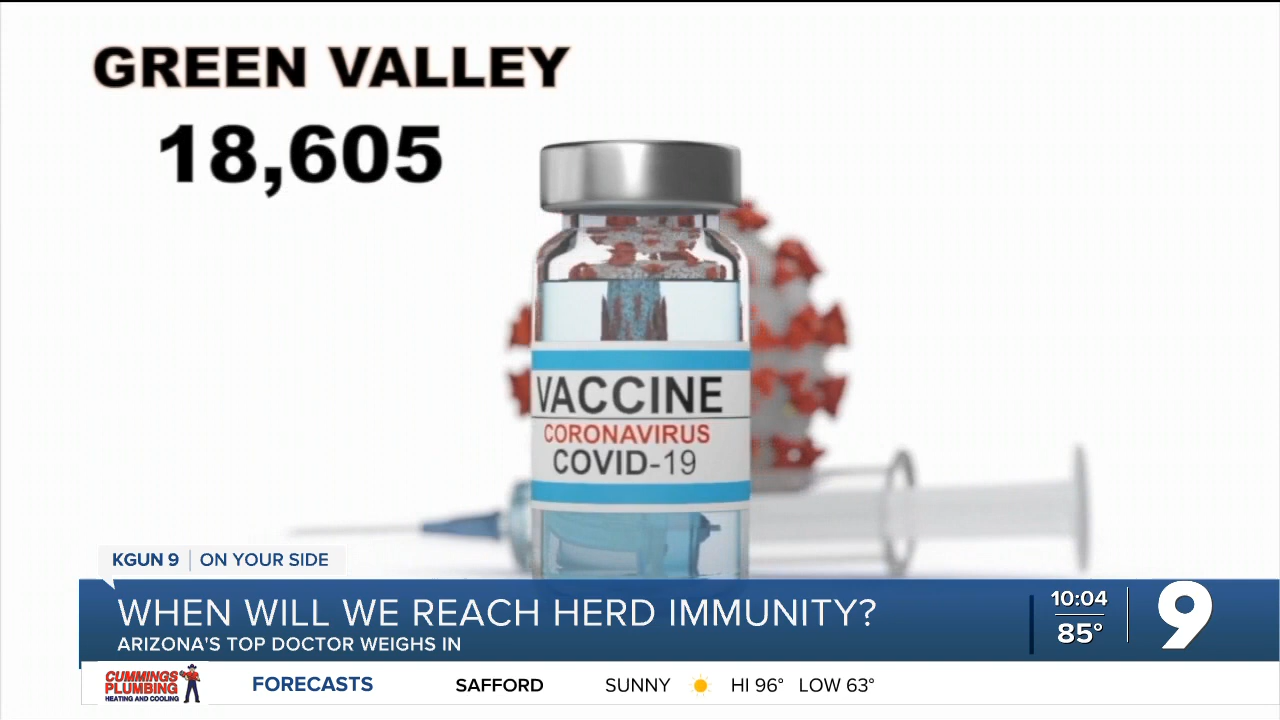 GREEN VALLEY
18,605
VACCINE
CORONAVIRUS
COVID-19
KGUN 9 | ON YOUR SIDE
WHEN WILL WE REACH HERD IMMUNITY?
ARIZONA'S TOP DOCTOR WEIGHS IN
10:04
85°
9
CUMMINGS
PLUMBING
HEATING AND COOLING
FORECASTS SAFFORD SUNNY HI 96° LOW 63°